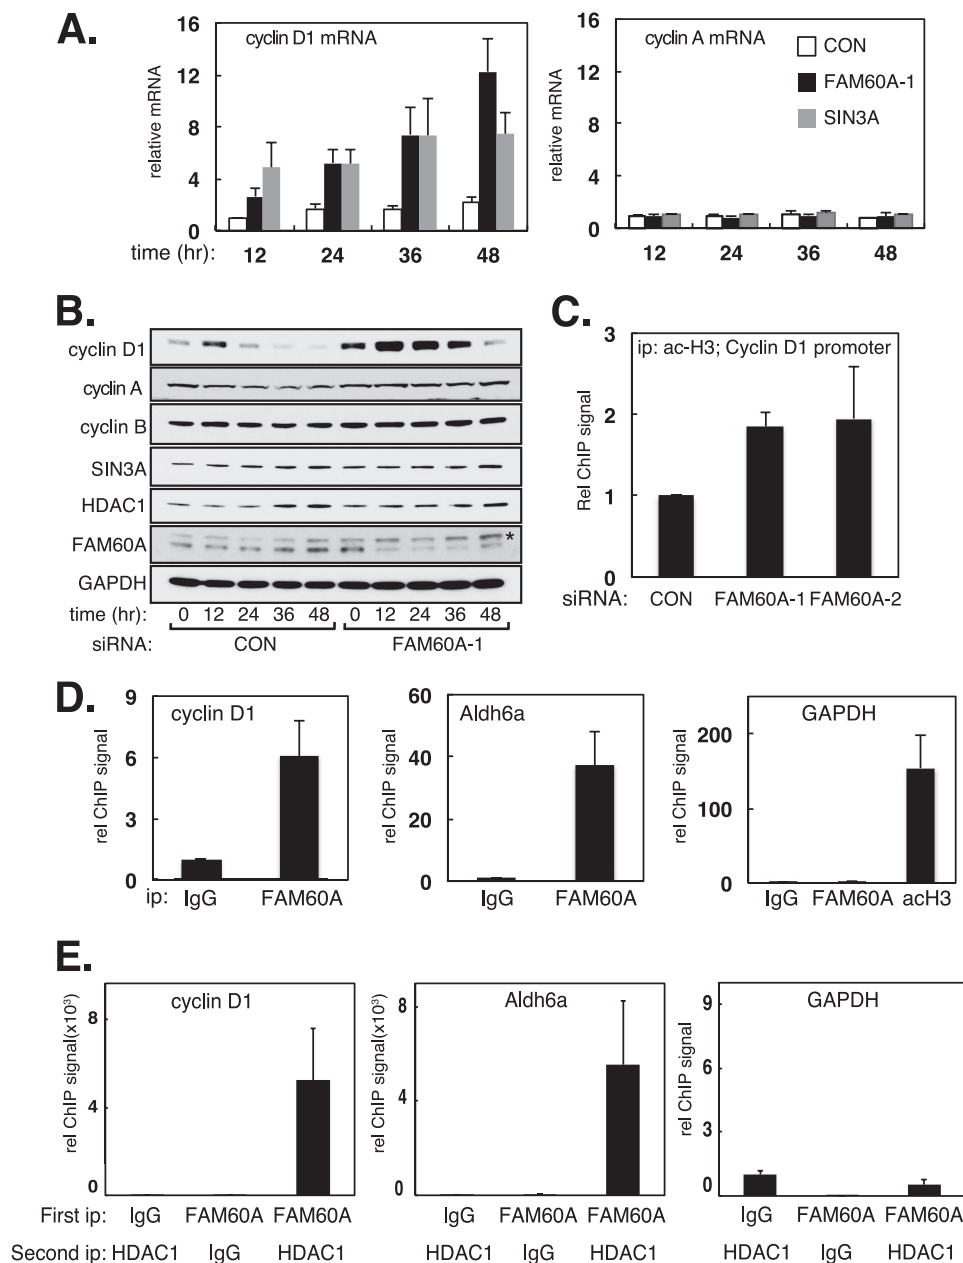 A.
16
12
8
4
0
relative mRNA
cyclin D1 mRNA
time (hr): 12 24 36 48
16
12
8
4
0
relative mRNA
cyclin A mRNA
CON
FAM60A-1
SIN3A
12 24 36 48
B.
cyclin D1
cyclin A
cyclin B
SIN3A
HDAC1
FAM60A *
GAPDH
time (hr): 0 12 24 36 48 0 12 24 36 48
siRNA: CON FAM60A-1
C.
3
2
1
0
Rel ChIP signal
ip: ac-H3; Cyclin D1 promoter
siRNA: CON FAM60A-1 FAM60A-2
D.
9
6
3
0
rel ChIP signal
cyclin D1
ip: IgG FAM60A
60
40
20
0
rel ChIP signal
Aldh6a
IgG FAM60A
200
100
0
rel ChIP signal
GAPDH
IgG FAM60A acH3
E.
8
4
0
rel ChIP signal(x10³)
cyclin D1
8
4
0
rel ChIP signal(x10³)
Aldh6a
9
6
3
0
rel ChIP signal
GAPDH
First ip: IgG FAM60A FAM60A IgG FAM60A FAM60A IgG FAM60A FAM60A
Second ip: HDAC1 IgG HDAC1 HDAC1 IgG HDAC1 HDAC1 IgG HDAC1